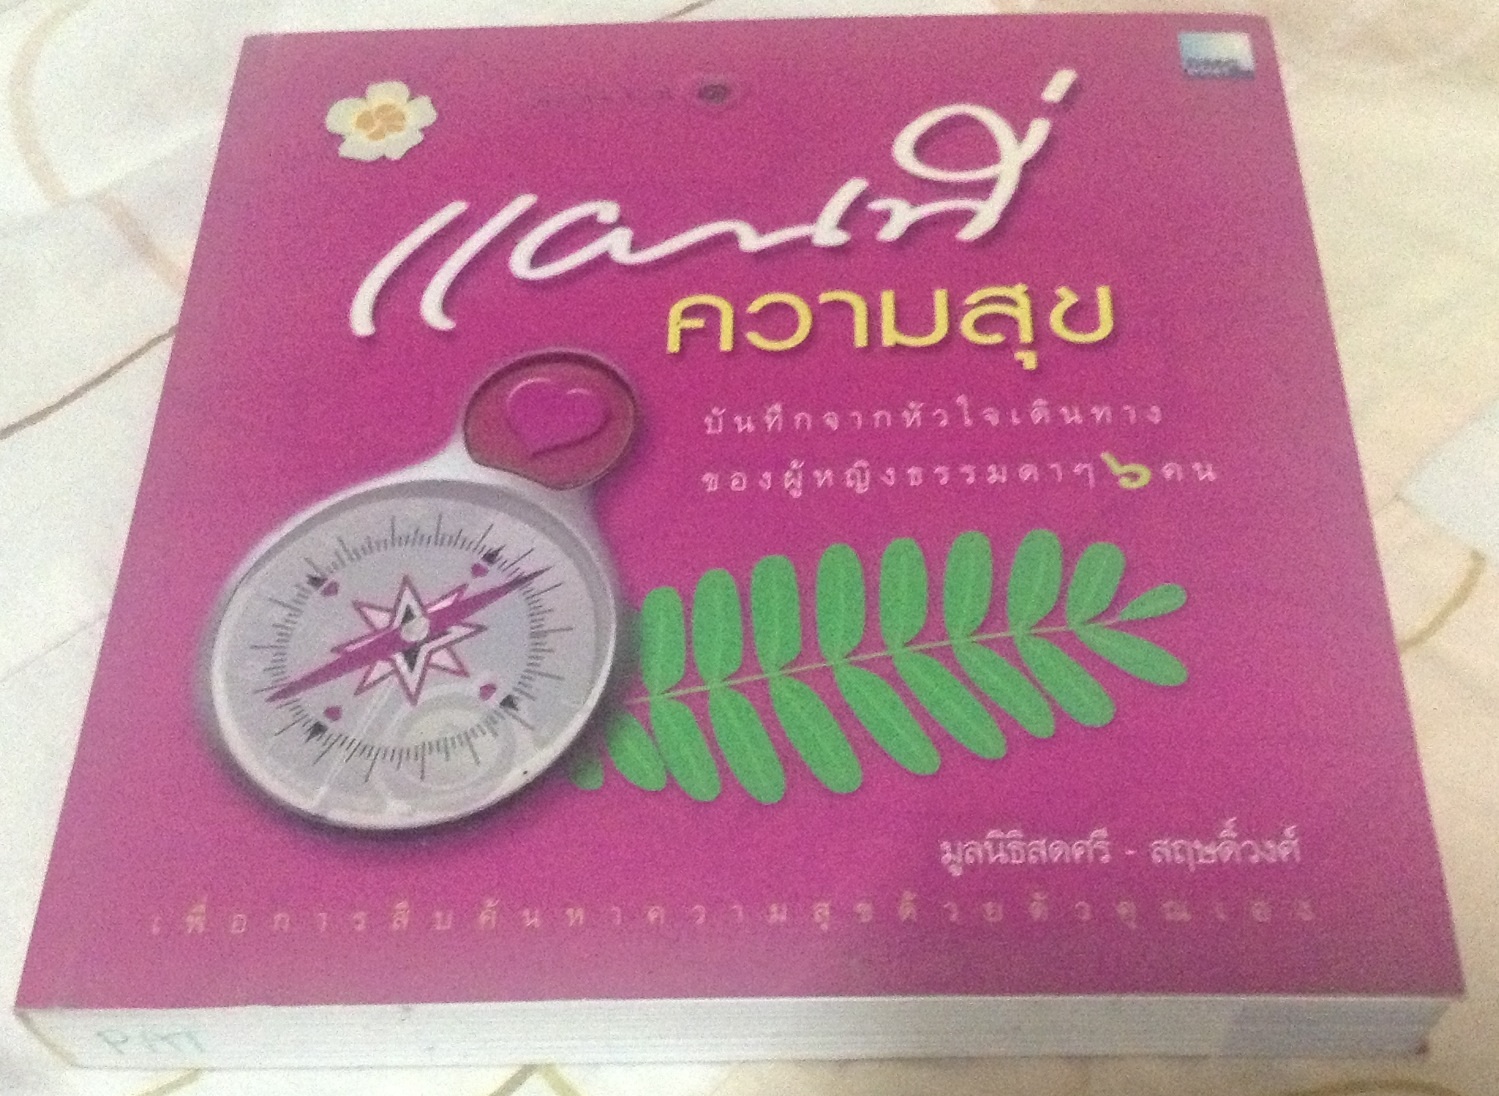 แผนที่
ความสุข
บันทึกจากหัวใจเดินทาง
ของผู้หญิงธรรมดาๆ ๖ คน
มูลนิธิสดศรี - สฤษดิ์วงศ์
เพื่อการสืบค้นหาความสุขด้วยตัวคุณเอง